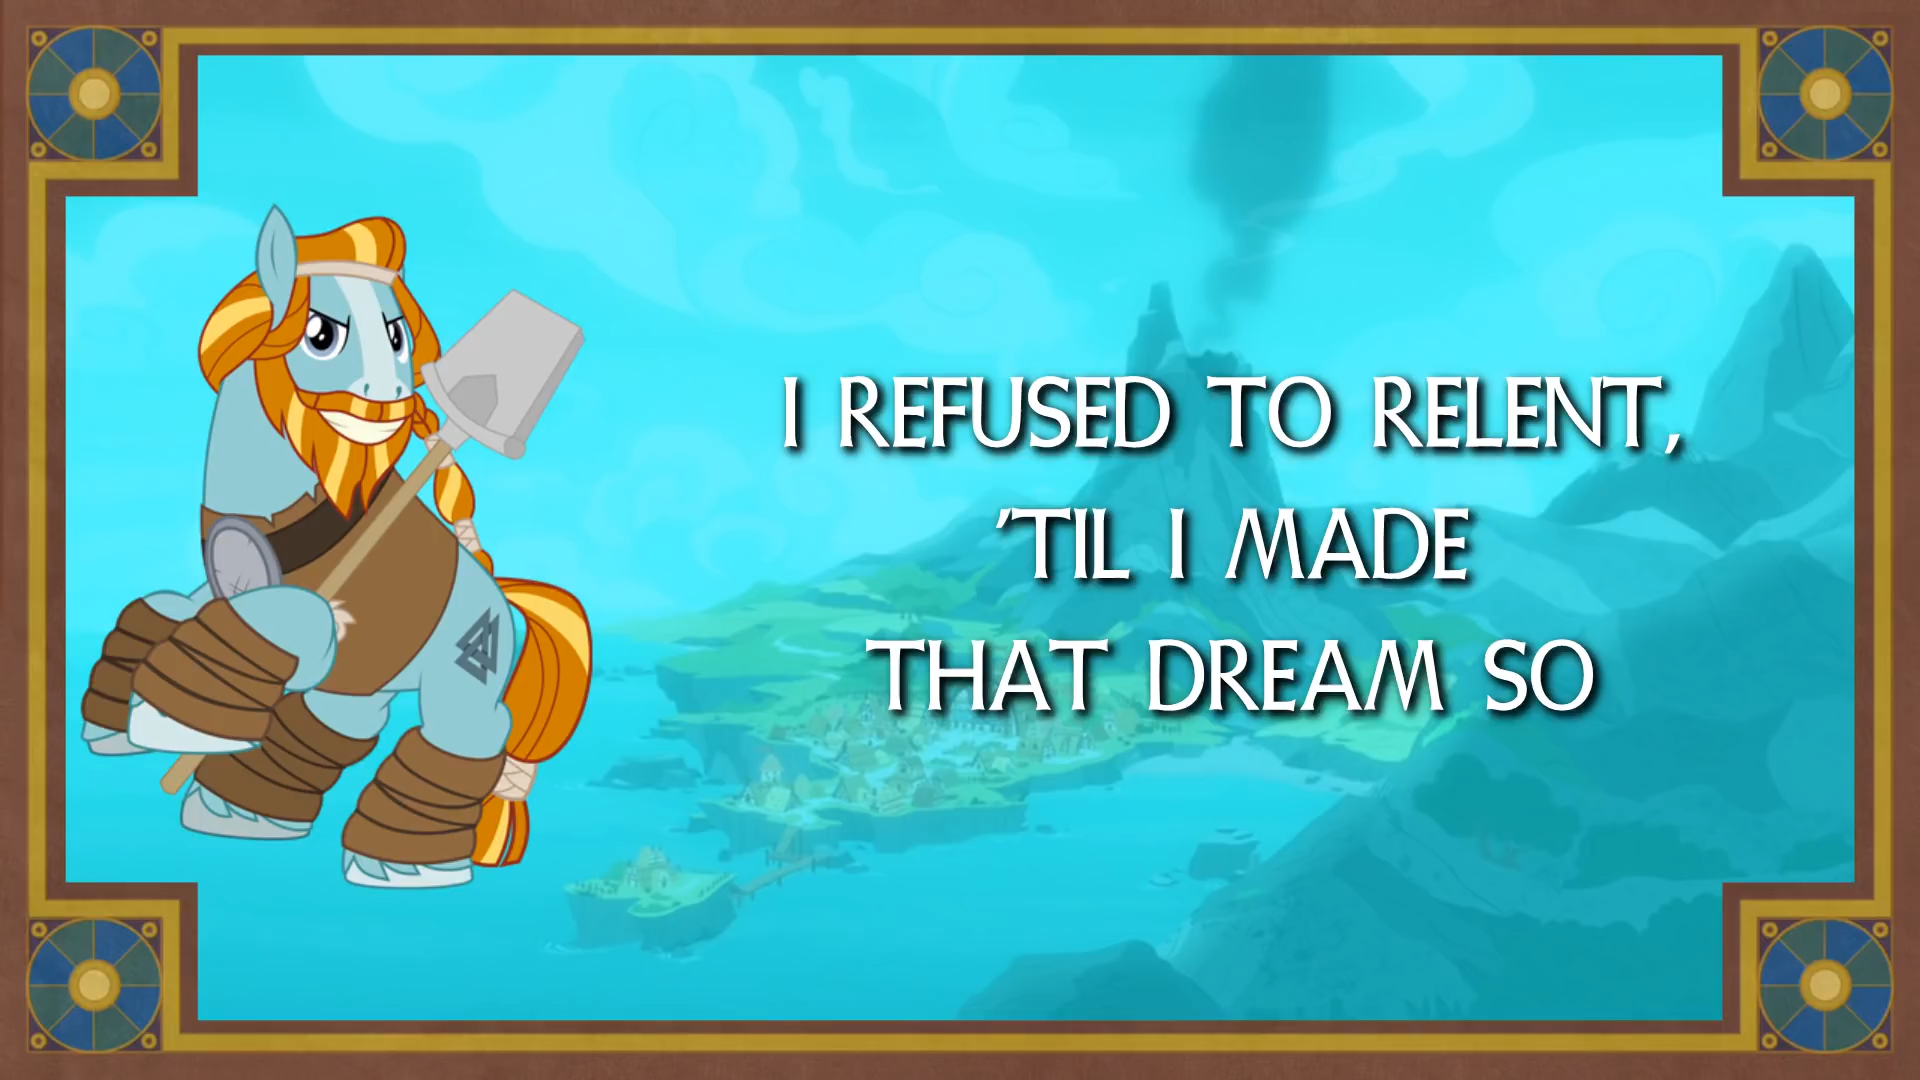 I REFUSED TO RELENT,
'TIL I MADE
THAT DREAM SO